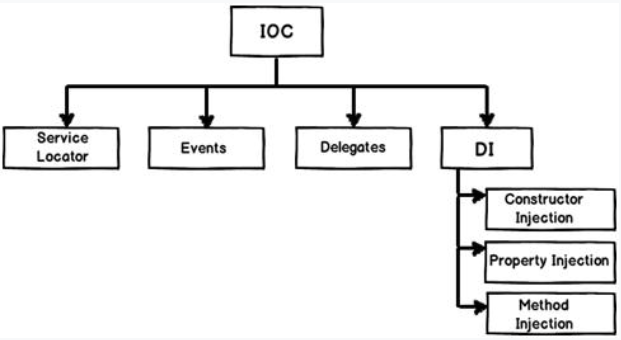 IOC
Service
Locator
Events
Delegates
DI
Constructor
Injection
Property Injection
Method
Injection